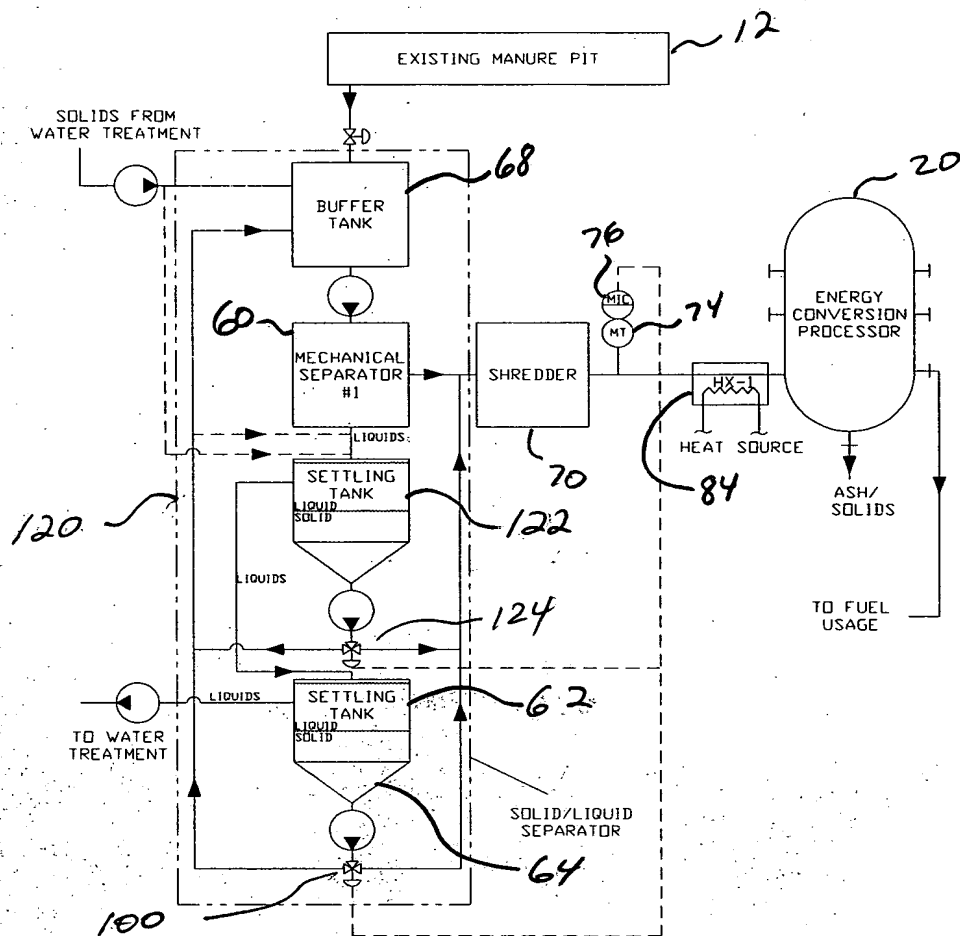 12
EXISTING MANURE PIT
SOLIDS FROM
WATER TREATMENT
68
20
BUFFER
TANK
76
MIC
74
MT
ENERGY
CONVERSION
PROCESSOR
60
MECHANICAL
SEPARATOR
#1
SHREDDER
HX-1
LIQUIDS
HEAT SOURCE
70
84
SETTLING
TANK
LIQUID
SOLID
122
ASH/
SOLIDS
120
LIQUIDS
124
TO FUEL
USAGE
LIQUIDS
SETTLING
TANK
LIQUID
SOLID
62
TO WATER
TREATMENT
SOLID/LIQUID
SEPARATOR
64
100